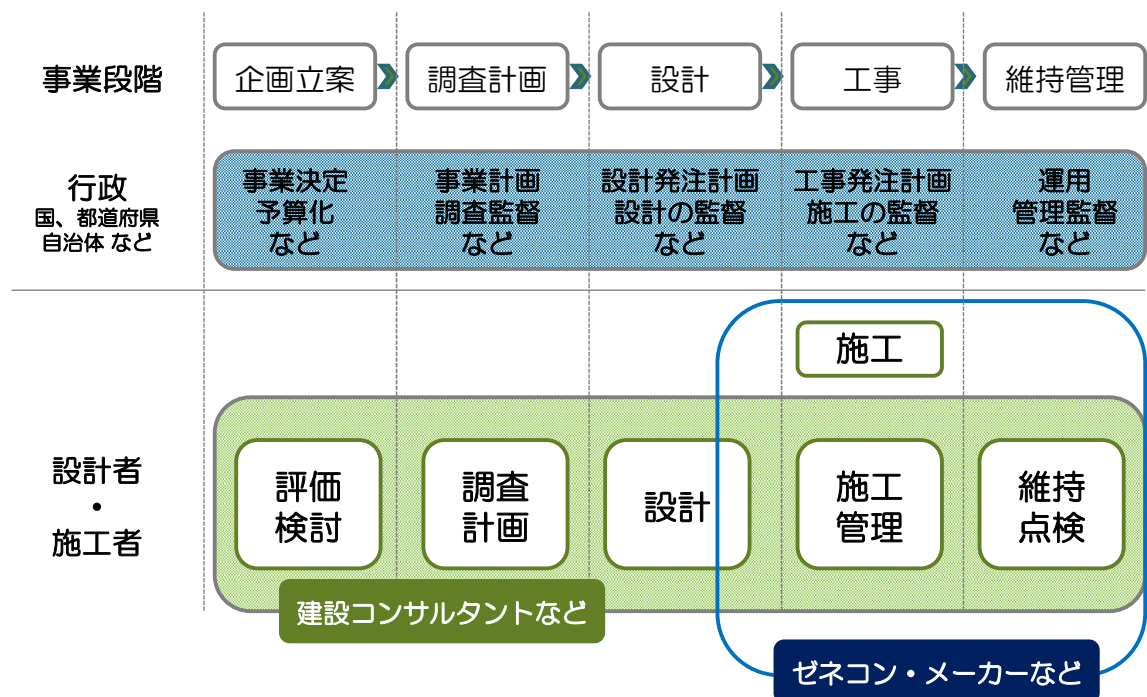 事業段階
企画立案
調査計画
設計
工事
維持管理
行政
国、都道府県
自治体 など
事業決定
予算化
など
事業計画
調査監督
など
設計発注計画
設計の監督
など
工事発注計画
施工の監督
など
運用
管理監督
など
設計者
・
施工者
施工
評価
検討
調査
計画
設計
施工
管理
維持
点検
建設コンサルタントなど
ゼネコン・メーカーなど